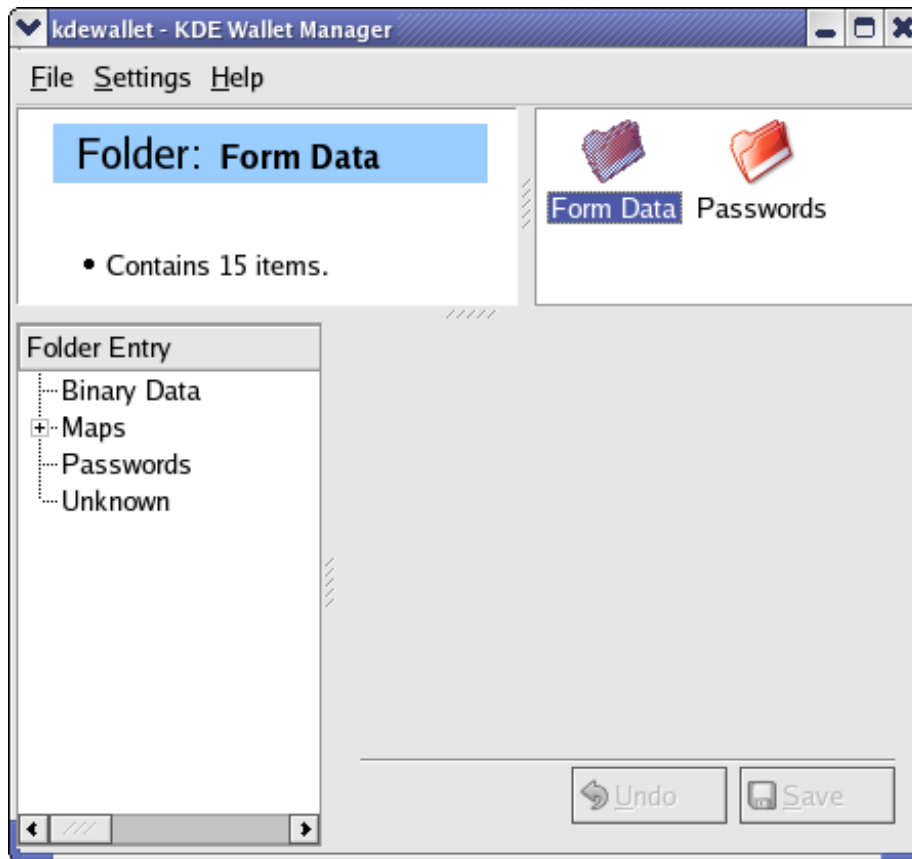 kdewallet - KDE Wallet Manager
File Settings Help
Folder: Form Data
• Contains 15 items.
Form Data Passwords
Folder Entry
Binary Data
Maps
Passwords
Unknown
Undo Save